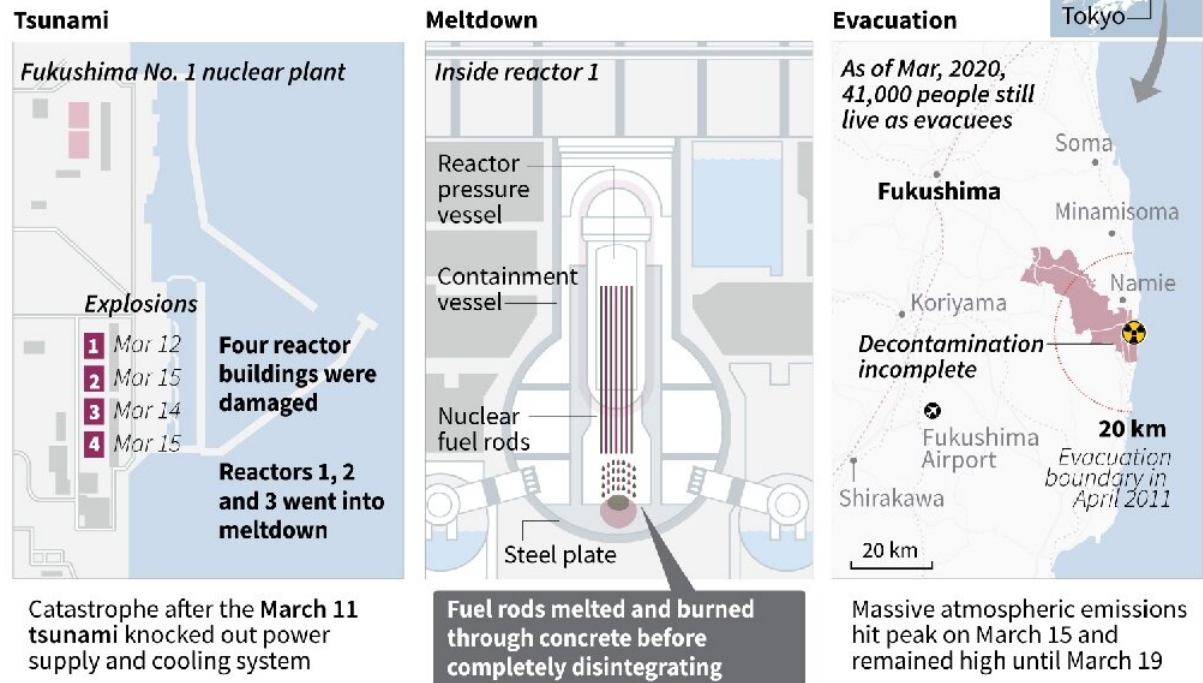 Tsunami
Fukushima No. 1 nuclear plant
Explosions
1 Mar 12
2 Mar 15
3 Mar 14
4 Mar 15
Four reactor
buildings were
damaged
Reactors 1, 2
and 3 went into
meltdown
Catastrophe after the March 11
tsunami knocked out power
supply and cooling system
Meltdown
Inside reactor 1
Reactor
pressure
vessel
Containment
vessel
Nuclear
fuel rods
Steel plate
Fuel rods melted and burned
through concrete before
completely disintegrating
Evacuation
Tokyo
As of Mar, 2020,
41,000 people still
live as evacuees
Soma
Fukushima
Minamisoma
Namie
Koriyama
Decontamination
incomplete
Fukushima
Airport
20 km
Evacuation
boundary in
April 2011
Shirakawa
20 km
Massive atmospheric emissions
hit peak on March 15 and
remained high until March 19